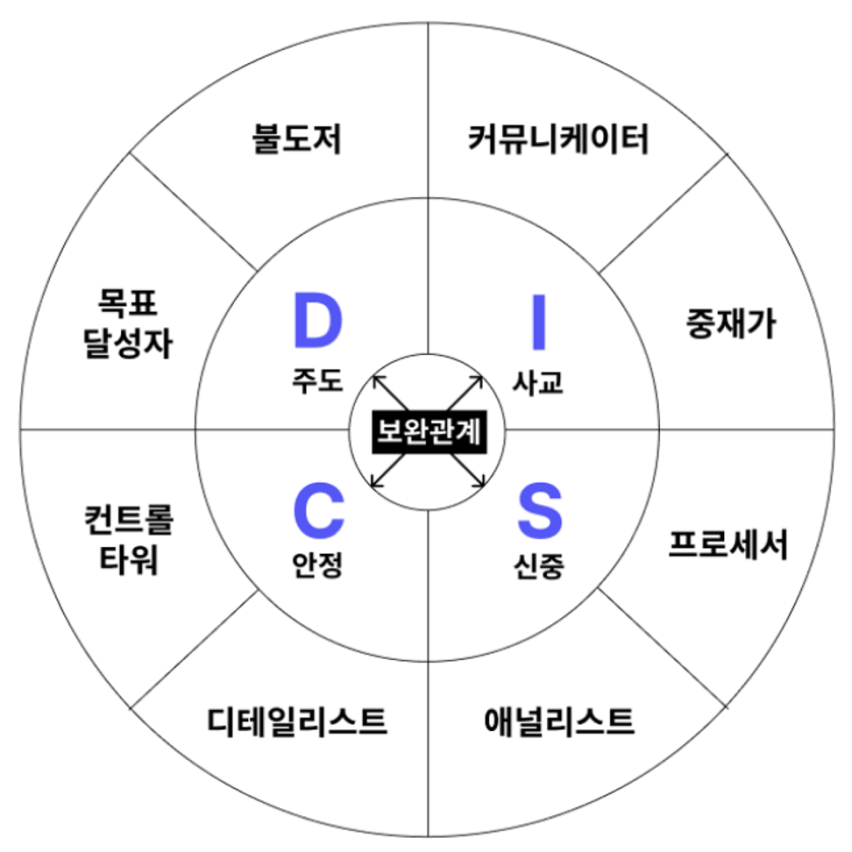 불도저
커뮤니케이터
목표
달성자
D
주도
I
사교
중재가
보완관계
컨트롤
타워
C
안정
S
신중
프로세서
디테일리스트
애널리스트